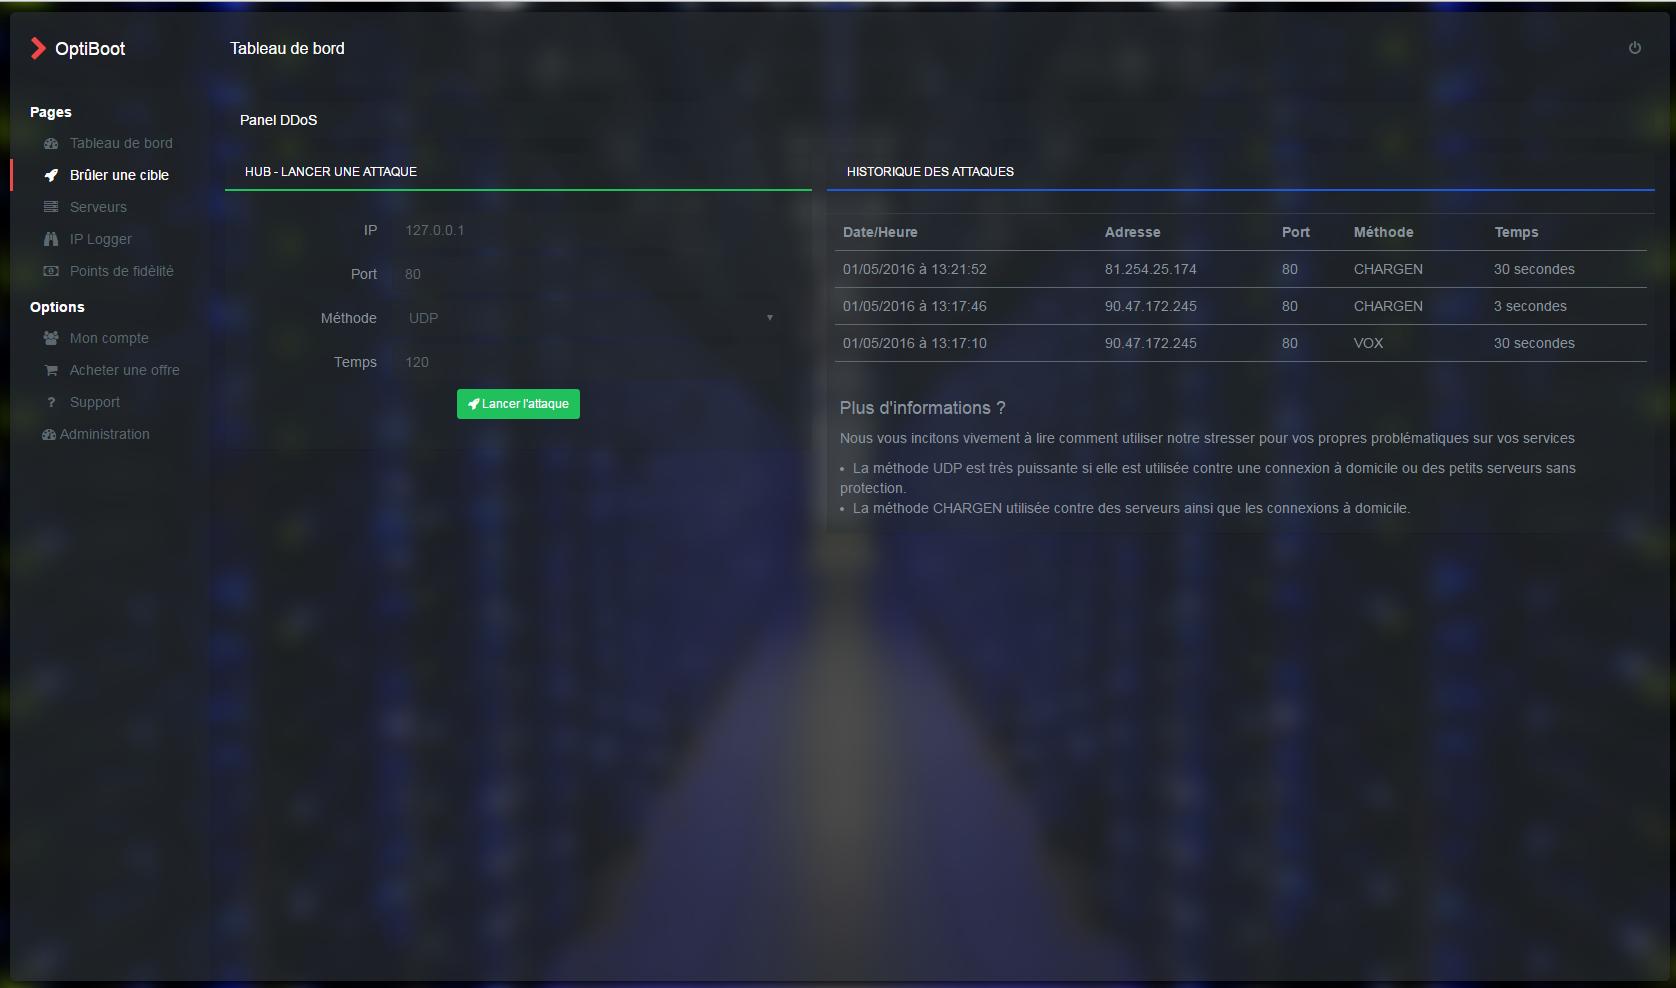 OptiBoot
Tableau de bord
Pages
Tableau de bord
Brûler une cible
Serveurs
IP Logger
Points de fidèlité
Options
Mon compte
Acheter une offre
Support
Administration
Panel DDoS
HUB - LANCER UNE ATTAQUE
IP 127.0.0.1
Port 80
Méthode UDP
Temps 120
Lancer l'attaque
HISTORIQUE DES ATTAQUES
Date/Heure Adresse Port Méthode Temps
01/05/2016 à 13:21:52 81.254.25.174 80 CHARGEN 30 secondes
01/05/2016 à 13:17:46 90.47.172.245 80 CHARGEN 3 secondes
01/05/2016 à 13:17:10 90.47.172.245 80 VOX 30 secondes
Plus d'informations ?
Nous vous incitons vivement à lire comment utiliser notre stresser pour vos propres problématiques sur vos services
• La méthode UDP est très puissante si elle est utilisée contre une connexion à domicile ou des petits serveurs sans
protection.
• La méthode CHARGEN utilisée contre des serveurs ainsi que les connexions à domicile.